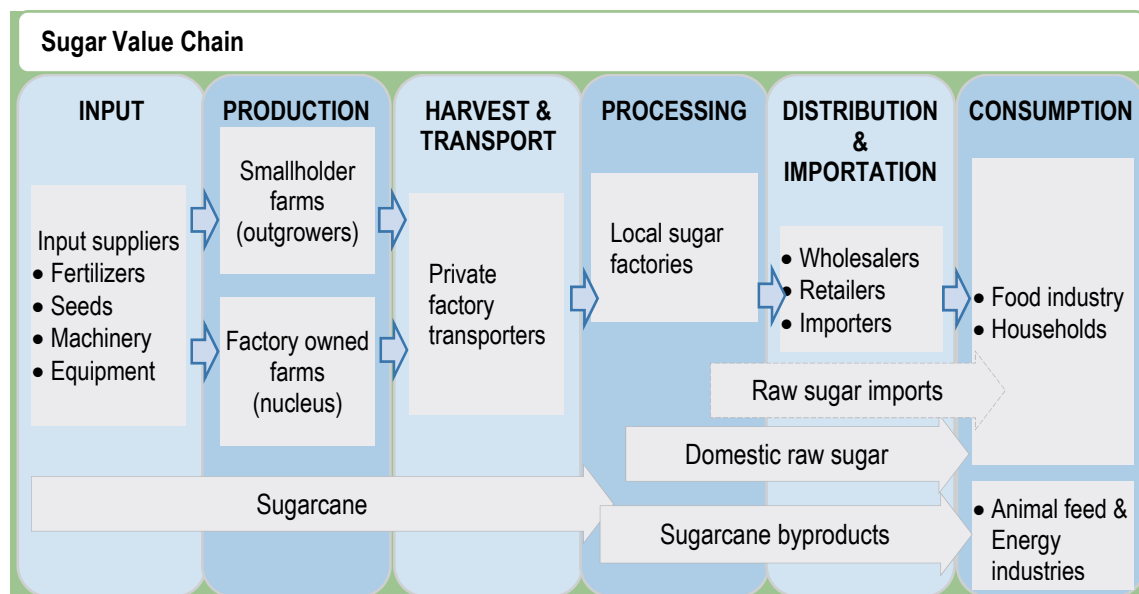 Sugar Value Chain
INPUT
Input suppliers
• Fertilizers
• Seeds
• Machinery
• Equipment
PRODUCTION
Smallholder
farms
(outgrowers)
Factory owned
farms
(nucleus)
HARVEST &
TRANSPORT
Private
factory
transporters
PROCESSING
Local sugar
factories
DISTRIBUTION
&
IMPORTATION
• Wholesalers
• Retailers
• Importers
CONSUMPTION
• Food industry
• Households
Raw sugar imports
Domestic raw sugar
Sugarcane
Sugarcane byproducts
• Animal feed &
Energy
industries